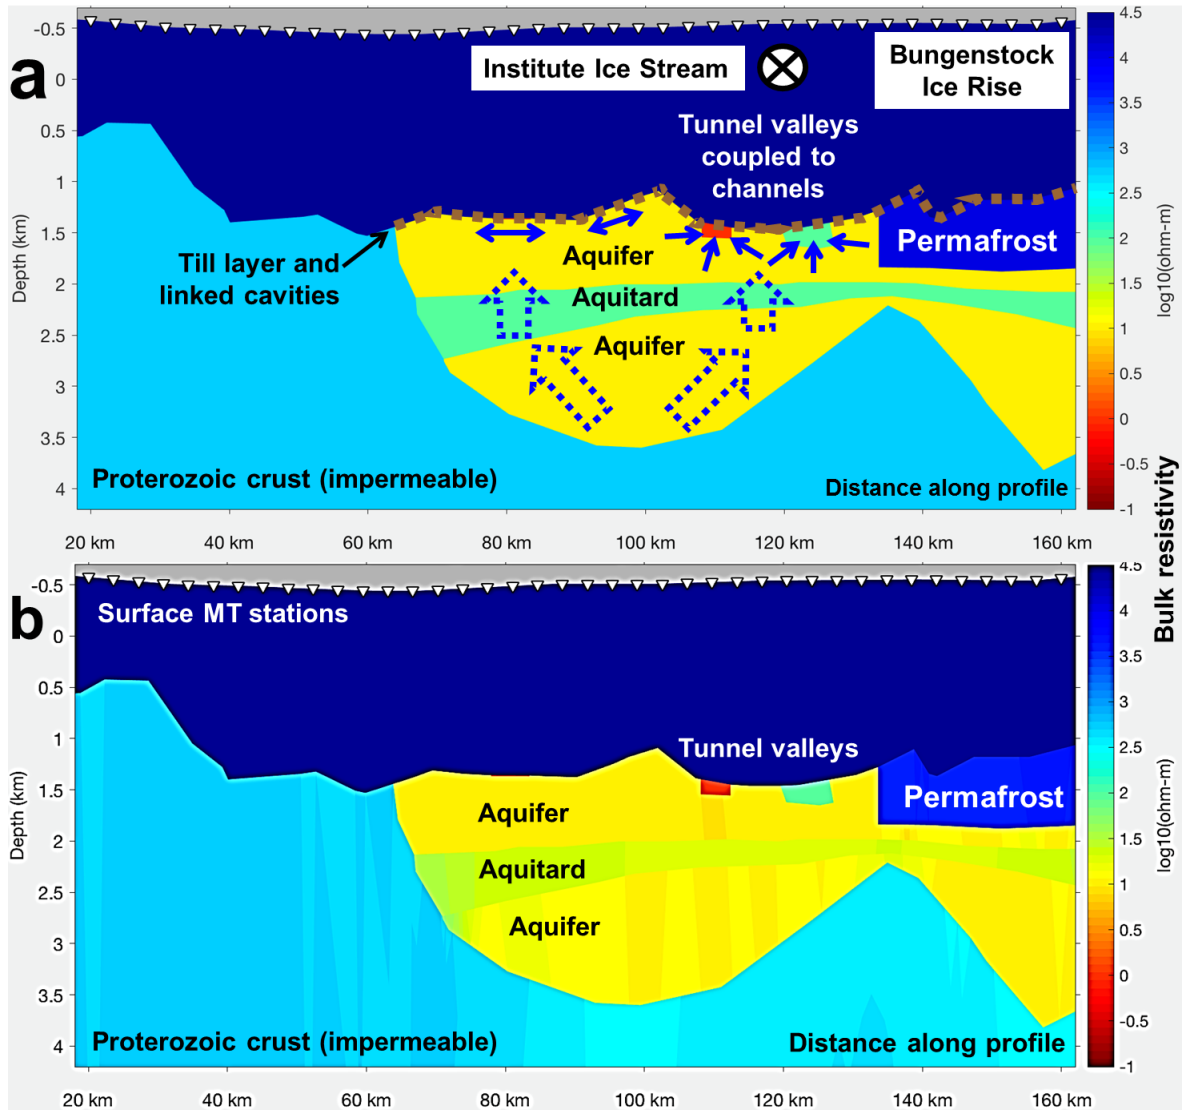 a
-0.5
0
0.5
1
1.5
2
2.5
3
3.5
4
Depth (km)
Institute Ice Stream
Bungenstock
Ice Rise
Tunnel valleys
coupled to
channels
Till layer and
linked cavities
Aquifer
Aquitard
Aquifer
Permafrost
Proterozoic crust (impermeable)
Distance along profile
20 km
40 km
60 km
80 km
100 km
120 km
140 km
160 km
4.5
4
3.5
3
2.5
2
1.5
1
0.5
0
-0.5
-1
log10(ohm-m)
Bulk resistivity
b
-0.5
0
0.5
1
1.5
2
2.5
3
3.5
4
Depth (km)
Surface MT stations
Tunnel valleys
Aquifer
Aquitard
Aquifer
Permafrost
Proterozoic crust (impermeable)
Distance along profile
20 km
40 km
60 km
80 km
100 km
120 km
140 km
160 km
4.5
4
3.5
3
2.5
2
1.5
1
0.5
0
-0.5
-1
log10(ohm-m)